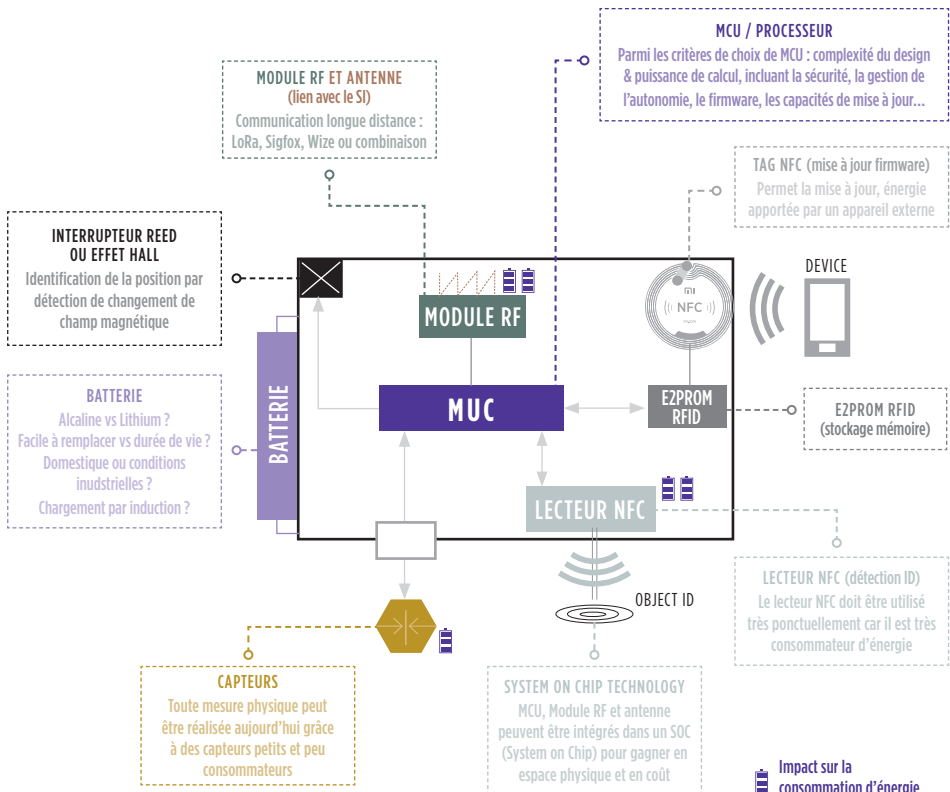 MCU / PROCESSEUR
Parmi les critères de choix de MCU : complexité du design
& puissance de calcul, incluant la sécurité, la gestion de
l'autonomie, le firmware, les capacités de mise à jour...
MODULE RF ET ANTENNE
(lien avec le SI)
Communication longue distance :
LoRa, Sigfox, Wize ou combinaison
TAG NFC (mise à jour firmware)
Permet la mise à jour, énergie
apportée par un appareil externe
INTERRUPTEUR REED
OU EFFET HALL
Identification de la position par
détection de changement de
champ magnétique
DEVICE
NFC
MODULE RF
BATTERIE
Alcaline vs Lithium ?
Facile à remplacer vs durée de vie ?
Domestique ou conditions
inudstrielles ?
Chargement par induction ?
BATTERIE
MUC
E2PROM
RFID
E2PROM RFID
(stockage mémoire)
LECTEUR NFC
OBJECT ID
LECTEUR NFC (détection ID)
Le lecteur NFC doit être utilisé
très ponctuellement car il est très
consommateur d'énergie
CAPTEURS
Toute mesure physique peut
être réalisée aujourd'hui grâce
à des capteurs petits et peu
consommateurs
SYSTEM ON CHIP TECHNOLOGY
MCU, Module RF et antenne
peuvent être intégrés dans un SOC
(System on Chip) pour gagner en
espace physique et en coût
Impact sur la
consommation d'énergie